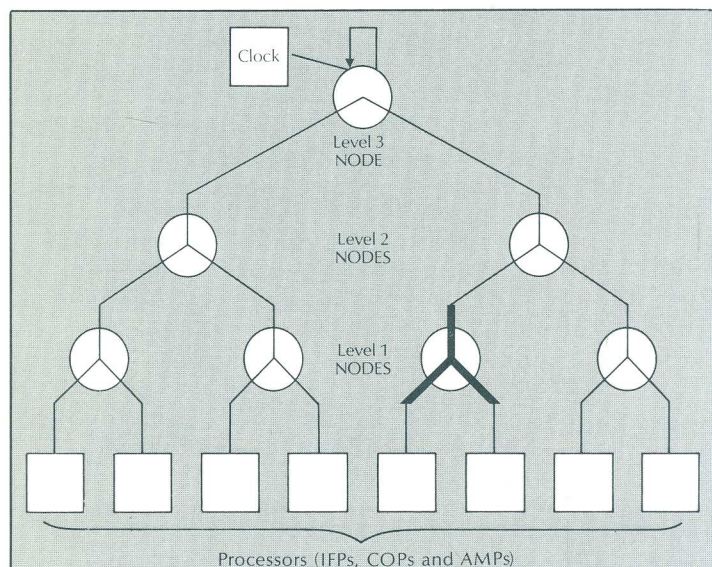 Clock
Level 3
NODE
Level 2
NODES
Level 1
NODES
Processors (IFPs, COPs and AMPs)